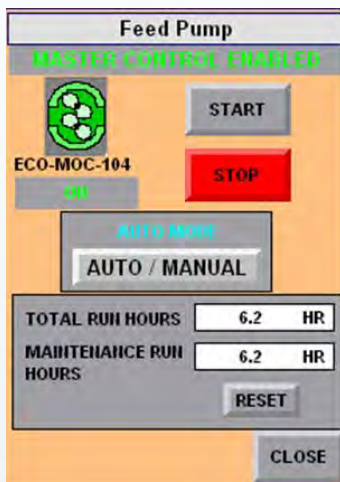 Feed Pump
MASTER CONTROL ENABLED
START
ECO-MOC-104
STOP
AUTO MODE
AUTO / MANUAL
TOTAL RUN HOURS 6.2 HR
MAINTENANCE RUN 6.2 HR
HOURS
RESET
CLOSE